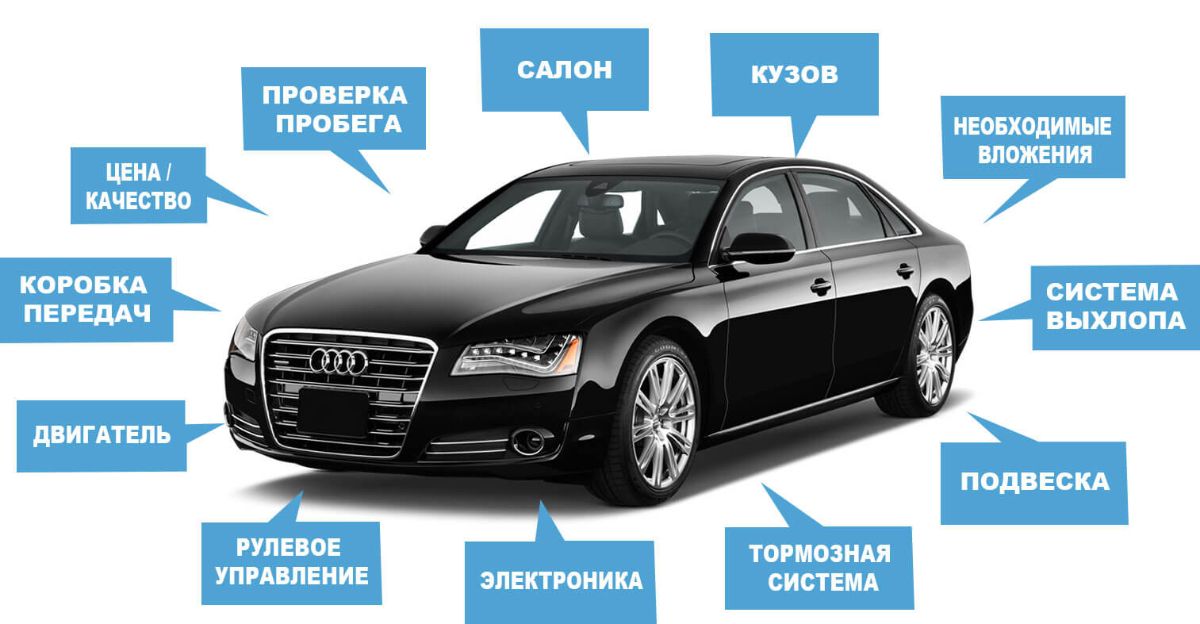 САЛОН
КУЗОВ
ПРОВЕРКА
ПРОБЕГА
НЕОБХОДИМЫЕ
ВЛОЖЕНИЯ
ЦЕНА /
КАЧЕСТВО
КОРОБКА
ПЕРЕДАЧ
СИСТЕМА
ВЫХЛОПА
ДВИГАТЕЛЬ
ПОДВЕСКА
РУЛЕВОЕ
УПРАВЛЕНИЕ
ЭЛЕКТРОНИКА
ТОРМОЗНАЯ
СИСТЕМА